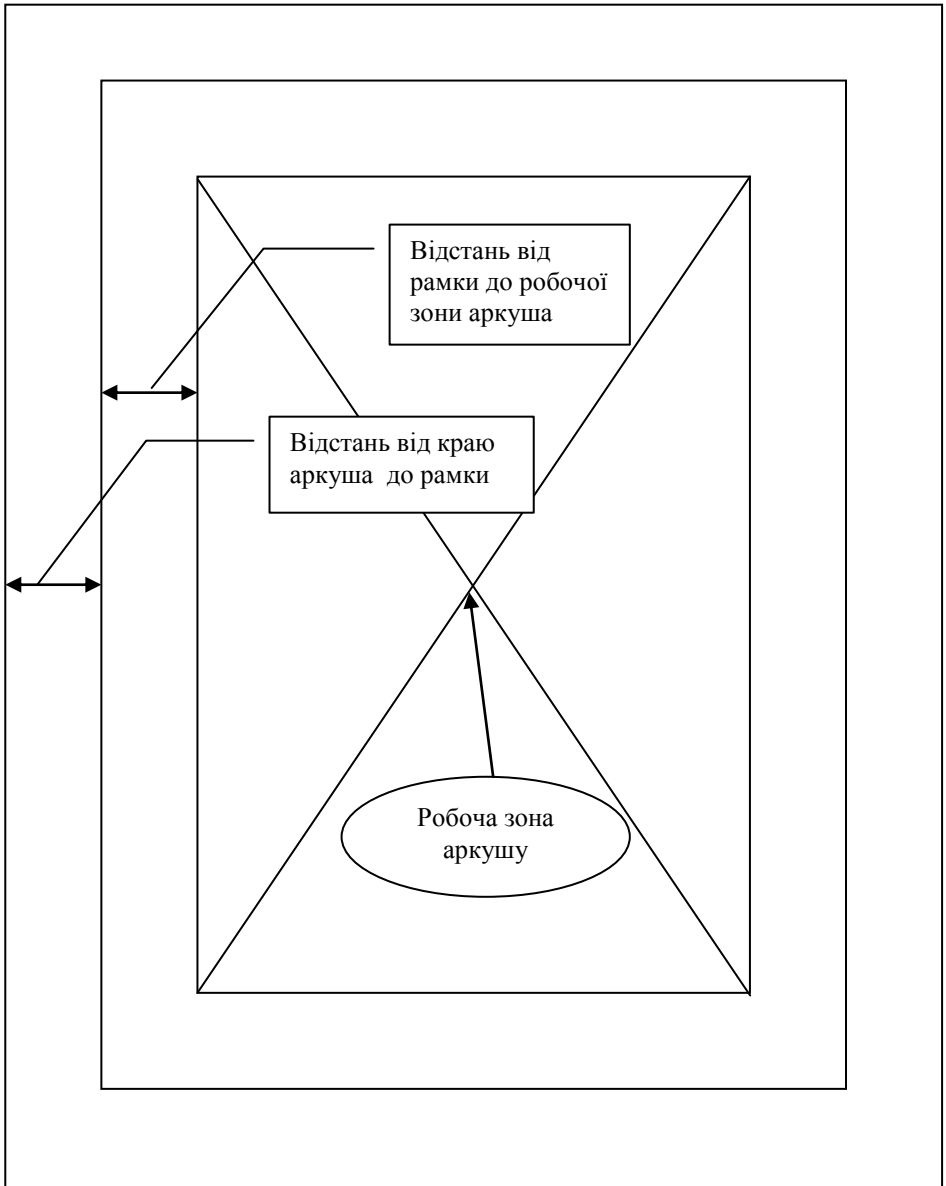 Відстань від
рамки до робочої
зони аркуша
Відстань від краю
аркуша  до рамки
Робоча зона
аркушу